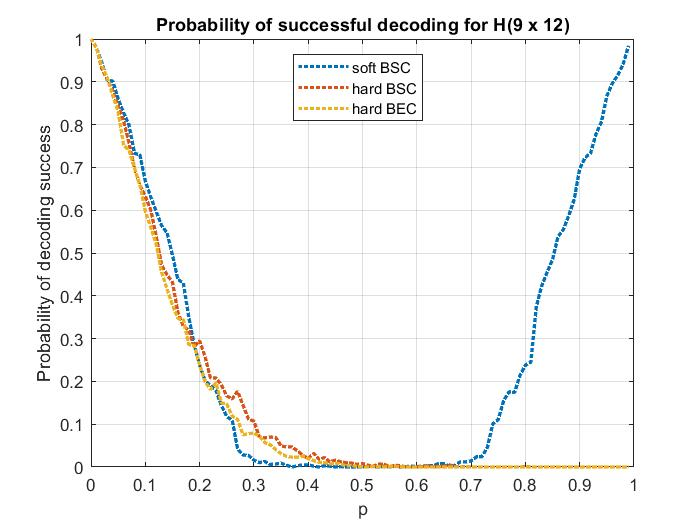 Probability of successful decoding for H(9 x 12)
soft BSC
hard BSC
hard BEC
Probability of decoding success
1
0.9
0.8
0.7
0.6
0.5
0.4
0.3
0.2
0.1
0
0 0.1 0.2 0.3 0.4 0.5 0.6 0.7 0.8 0.9 1
p